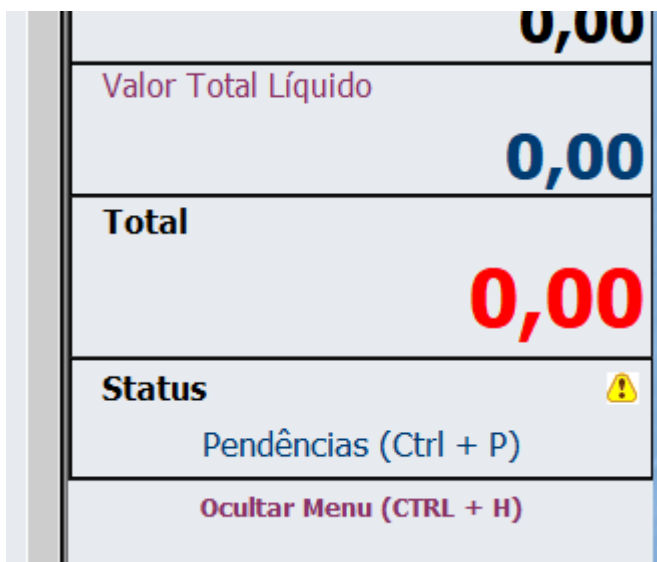 0,00
Valor Total Líquido
0,00
Total
0,00
Status
Pendências (Ctrl + P)
Ocultar Menu (CTRL + H)